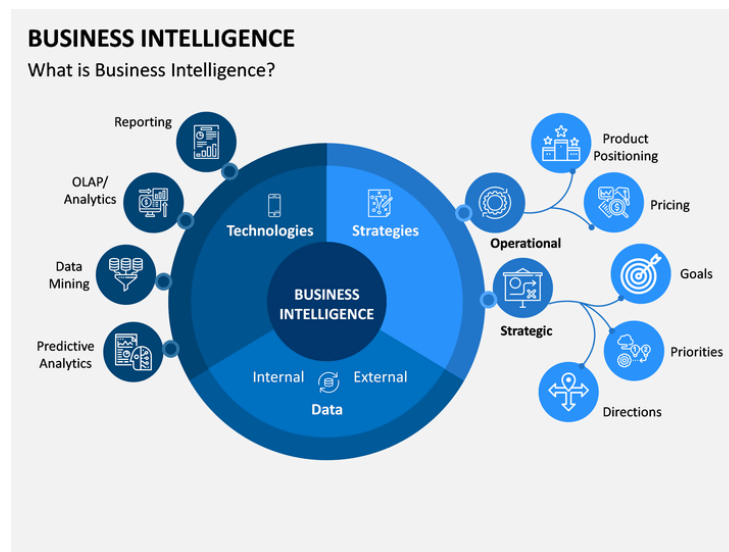 BUSINESS INTELLIGENCE
What is Business Intelligence?
Reporting
OLAP/
Analytics
Data
Mining
Predictive
Analytics
Technologies
Strategies
BUSINESS
INTELLIGENCE
Internal
External
Data
Operational
Product
Positioning
Pricing
Strategic
Goals
Priorities
Directions